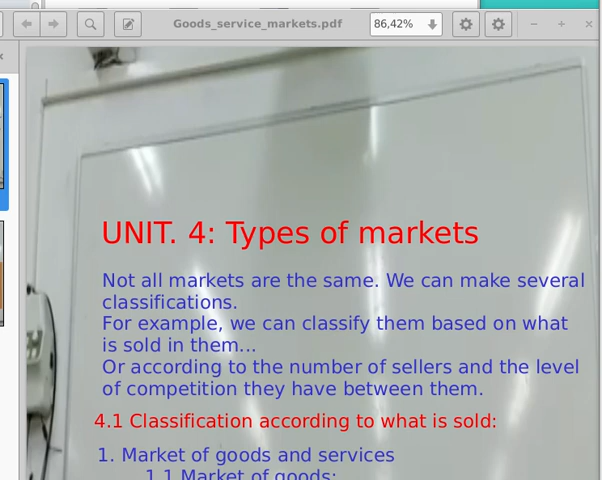 Goods_service_markets.pdf
86,42%
UNIT. 4: Types of markets
Not all markets are the same. We can make several
classifications.
For example, we can classify them based on what
is sold in them...
Or according to the number of sellers and the level
of competition they have between them.
4.1 Classification according to what is sold:
1. Market of goods and services
1.1 Market of goods: